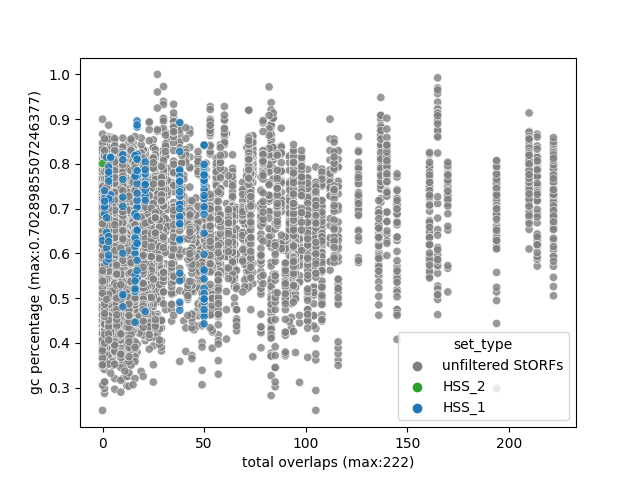 gc percentage (max:0.7028985507246377)
1.0
0.9
0.8
0.7
0.6
0.5
0.4
0.3
set_type
unfiltered StORFs
HSS_2
HSS_1
0
50
100
150
200
total overlaps (max:222)